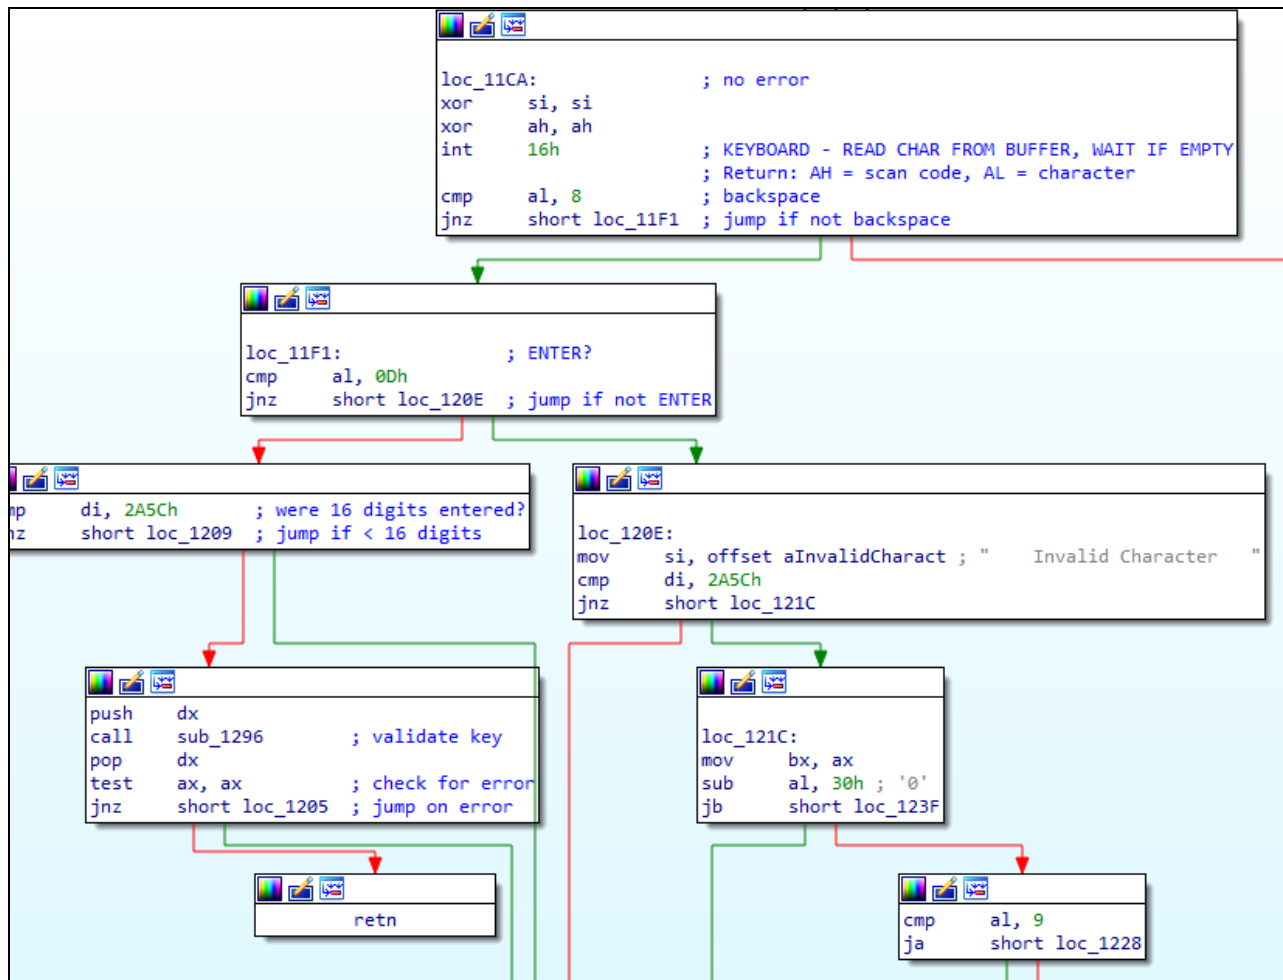 loc_11CA: ; no error
xor si, si
xor ah, ah
int 16h ; KEYBOARD - READ CHAR FROM BUFFER, WAIT IF EMPTY
; Return: AH = scan code, AL = character
cmp al, 8 ; backspace
jnz short loc_11F1 ; jump if not backspace
loc_11F1: ; ENTER?
cmp al, 0Dh
jnz short loc_120E ; jump if not ENTER
mp di, 2A5Ch ; were 16 digits entered?
nz short loc_1209 ; jump if < 16 digits
loc_120E:
mov si, offset aInvalidCharact ; "    Invalid Character   "
cmp di, 2A5Ch
jnz short loc_121C
push dx
call sub_1296 ; validate key
pop dx
test ax, ax ; check for error
jnz short loc_1205 ; jump on error
loc_121C:
mov bx, ax
sub al, 30h ; '0'
jb short loc_123F
retn
cmp al, 9
ja short loc_1228